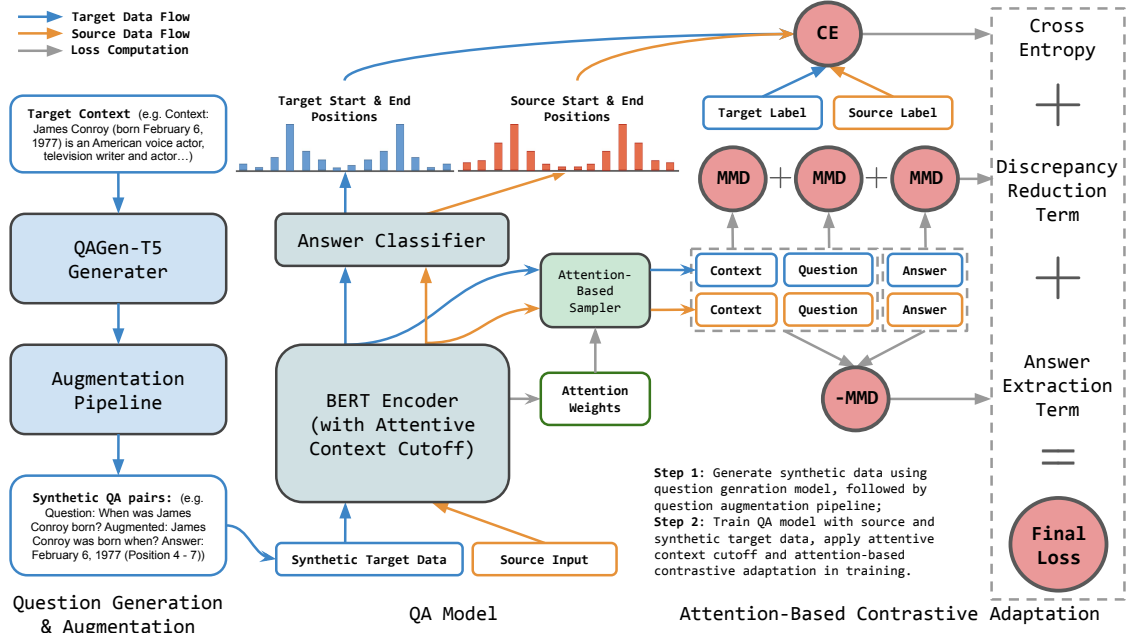 Target Data Flow
Source Data Flow
Loss Computation
Target Context (e.g. Context:
James Conroy (born February 6,
1977) is an American voice actor,
television writer and actor…)
QAGen-T5
Generater
Augmentation
Pipeline
Synthetic QA pairs: (e.g.
Question: When was James
Conroy born? Augmented: James
Conroy was born when? Answer:
February 6, 1977 (Position 4 - 7))
Question Generation
& Augmentation
Target Start & End
Positions
Source Start & End
Positions
Answer Classifier
BERT Encoder
(with Attentive
Context Cutoff)
Attention-
Based
Sampler
Attention
Weights
Synthetic Target Data
Source Input
QA Model
CE
Target Label
Source Label
MMD + MMD + MMD
Context
Question
Answer
Context
Question
Answer
-MMD
Step 1: Generate synthetic data using
question genration model, followed by
question augmentation pipeline;
Step 2: Train QA model with source and
synthetic target data, apply attentive
context cutoff and attention-based
contrastive adaptation in training.
Attention-Based Contrastive Adaptation
Cross
Entropy
+
Discrepancy
Reduction
Term
+
Answer
Extraction
Term
=
Final
Loss